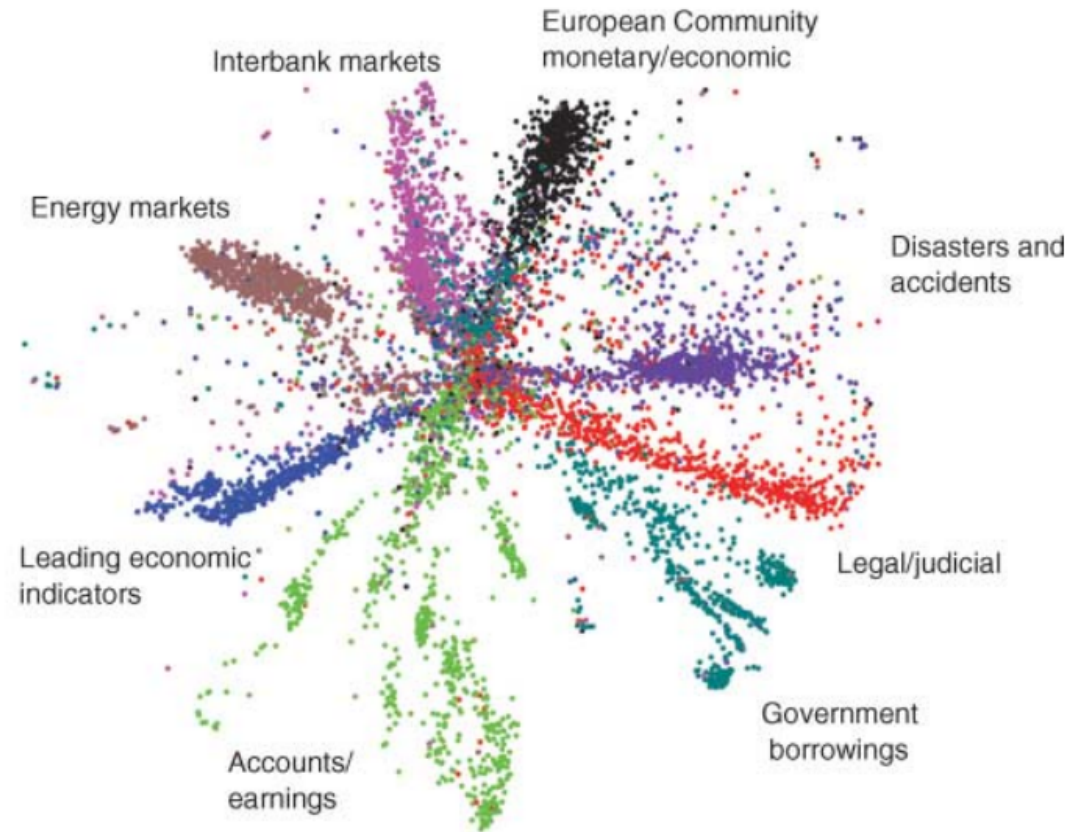 European Community
monetary/economic
Interbank markets
Energy markets
Disasters and
accidents
Leading economic
indicators
Legal/judicial
Government
borrowings
Accounts/
earnings